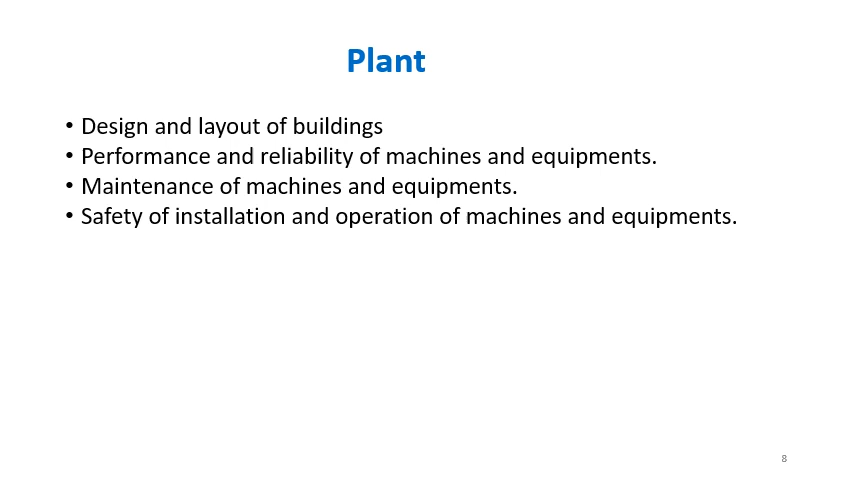 Plant
• Design and layout of buildings
• Performance and reliability of machines and equipments.
• Maintenance of machines and equipments.
• Safety of installation and operation of machines and equipments.
8